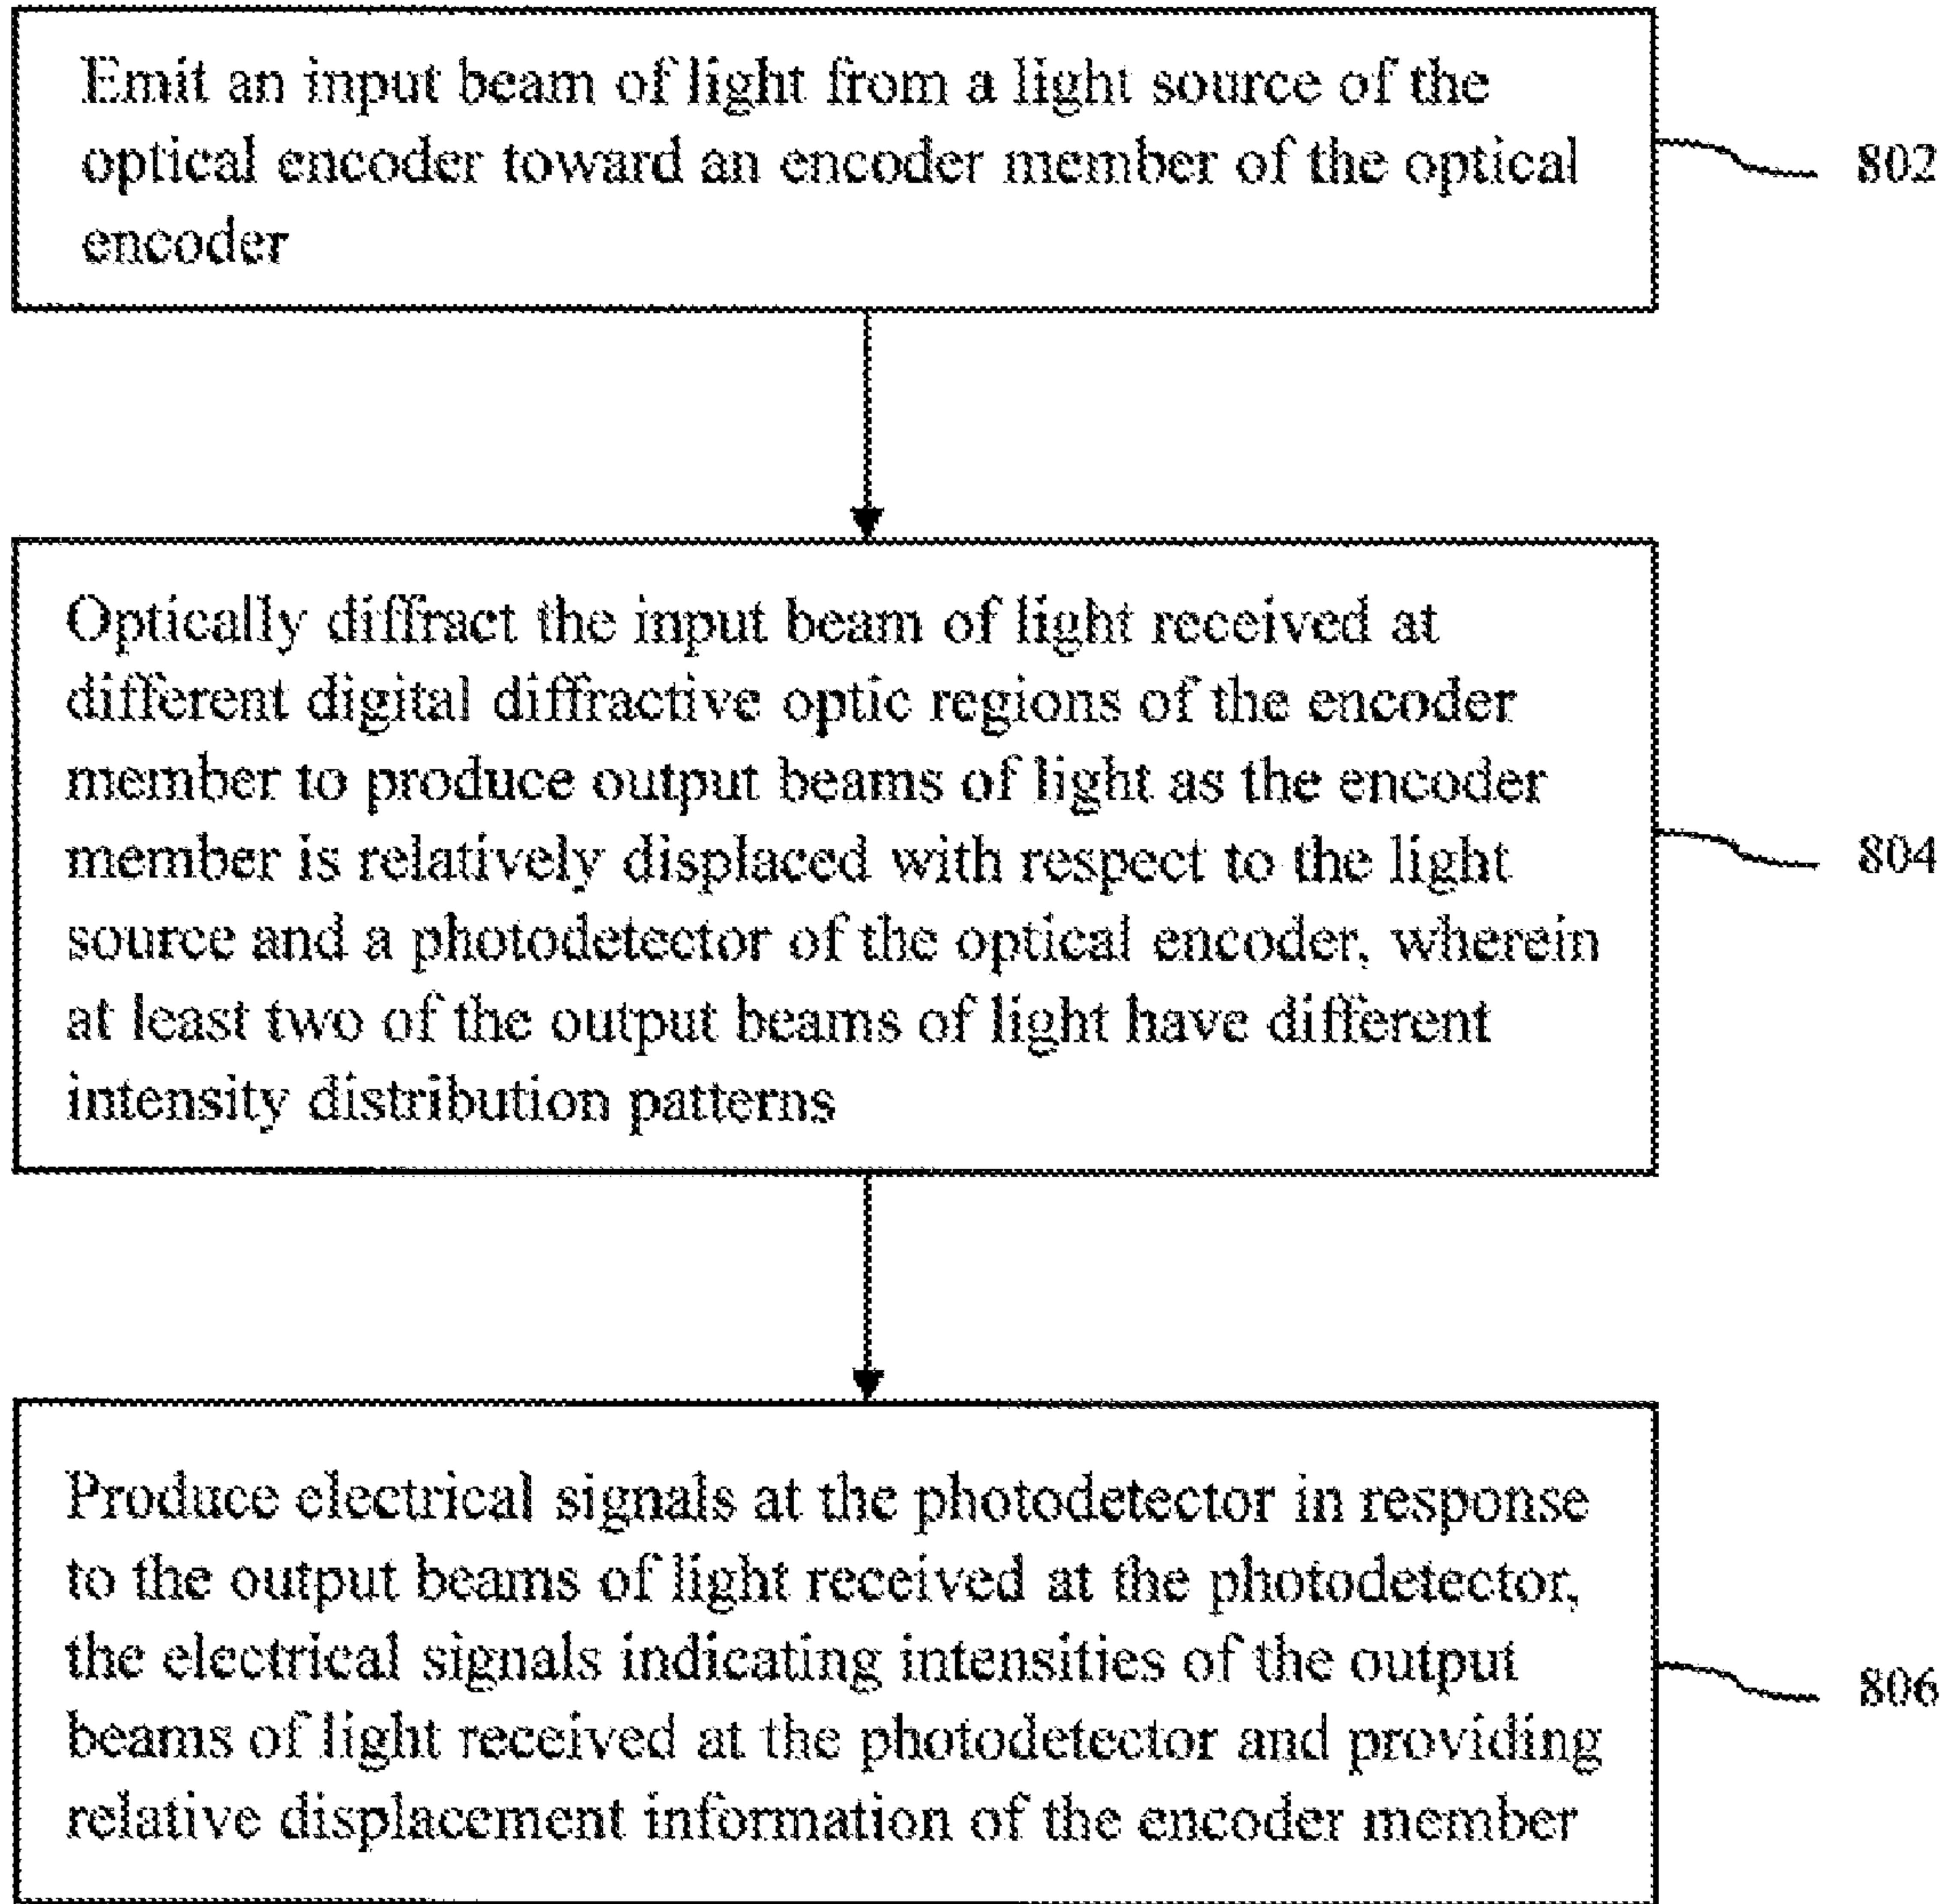 Emit an input beam of light from a light source of the
optical encoder toward an encoder member of the optical
encoder
802
Optically diffract the input beam of light received at
different digital diffractive optic regions of the encoder
member to produce output beams of light as the encoder
member is relatively displaced with respect to the light
source and a photodetector of the optical encoder, wherein
at least two of the output beams of light have different
intensity distribution patterns
804
Produce electrical signals at the photodetector in response
to the output beams of light received at the photodetector,
the electrical signals indicating intensities of the output
beams of light received at the photodetector and providing
relative displacement information of the encoder member
806